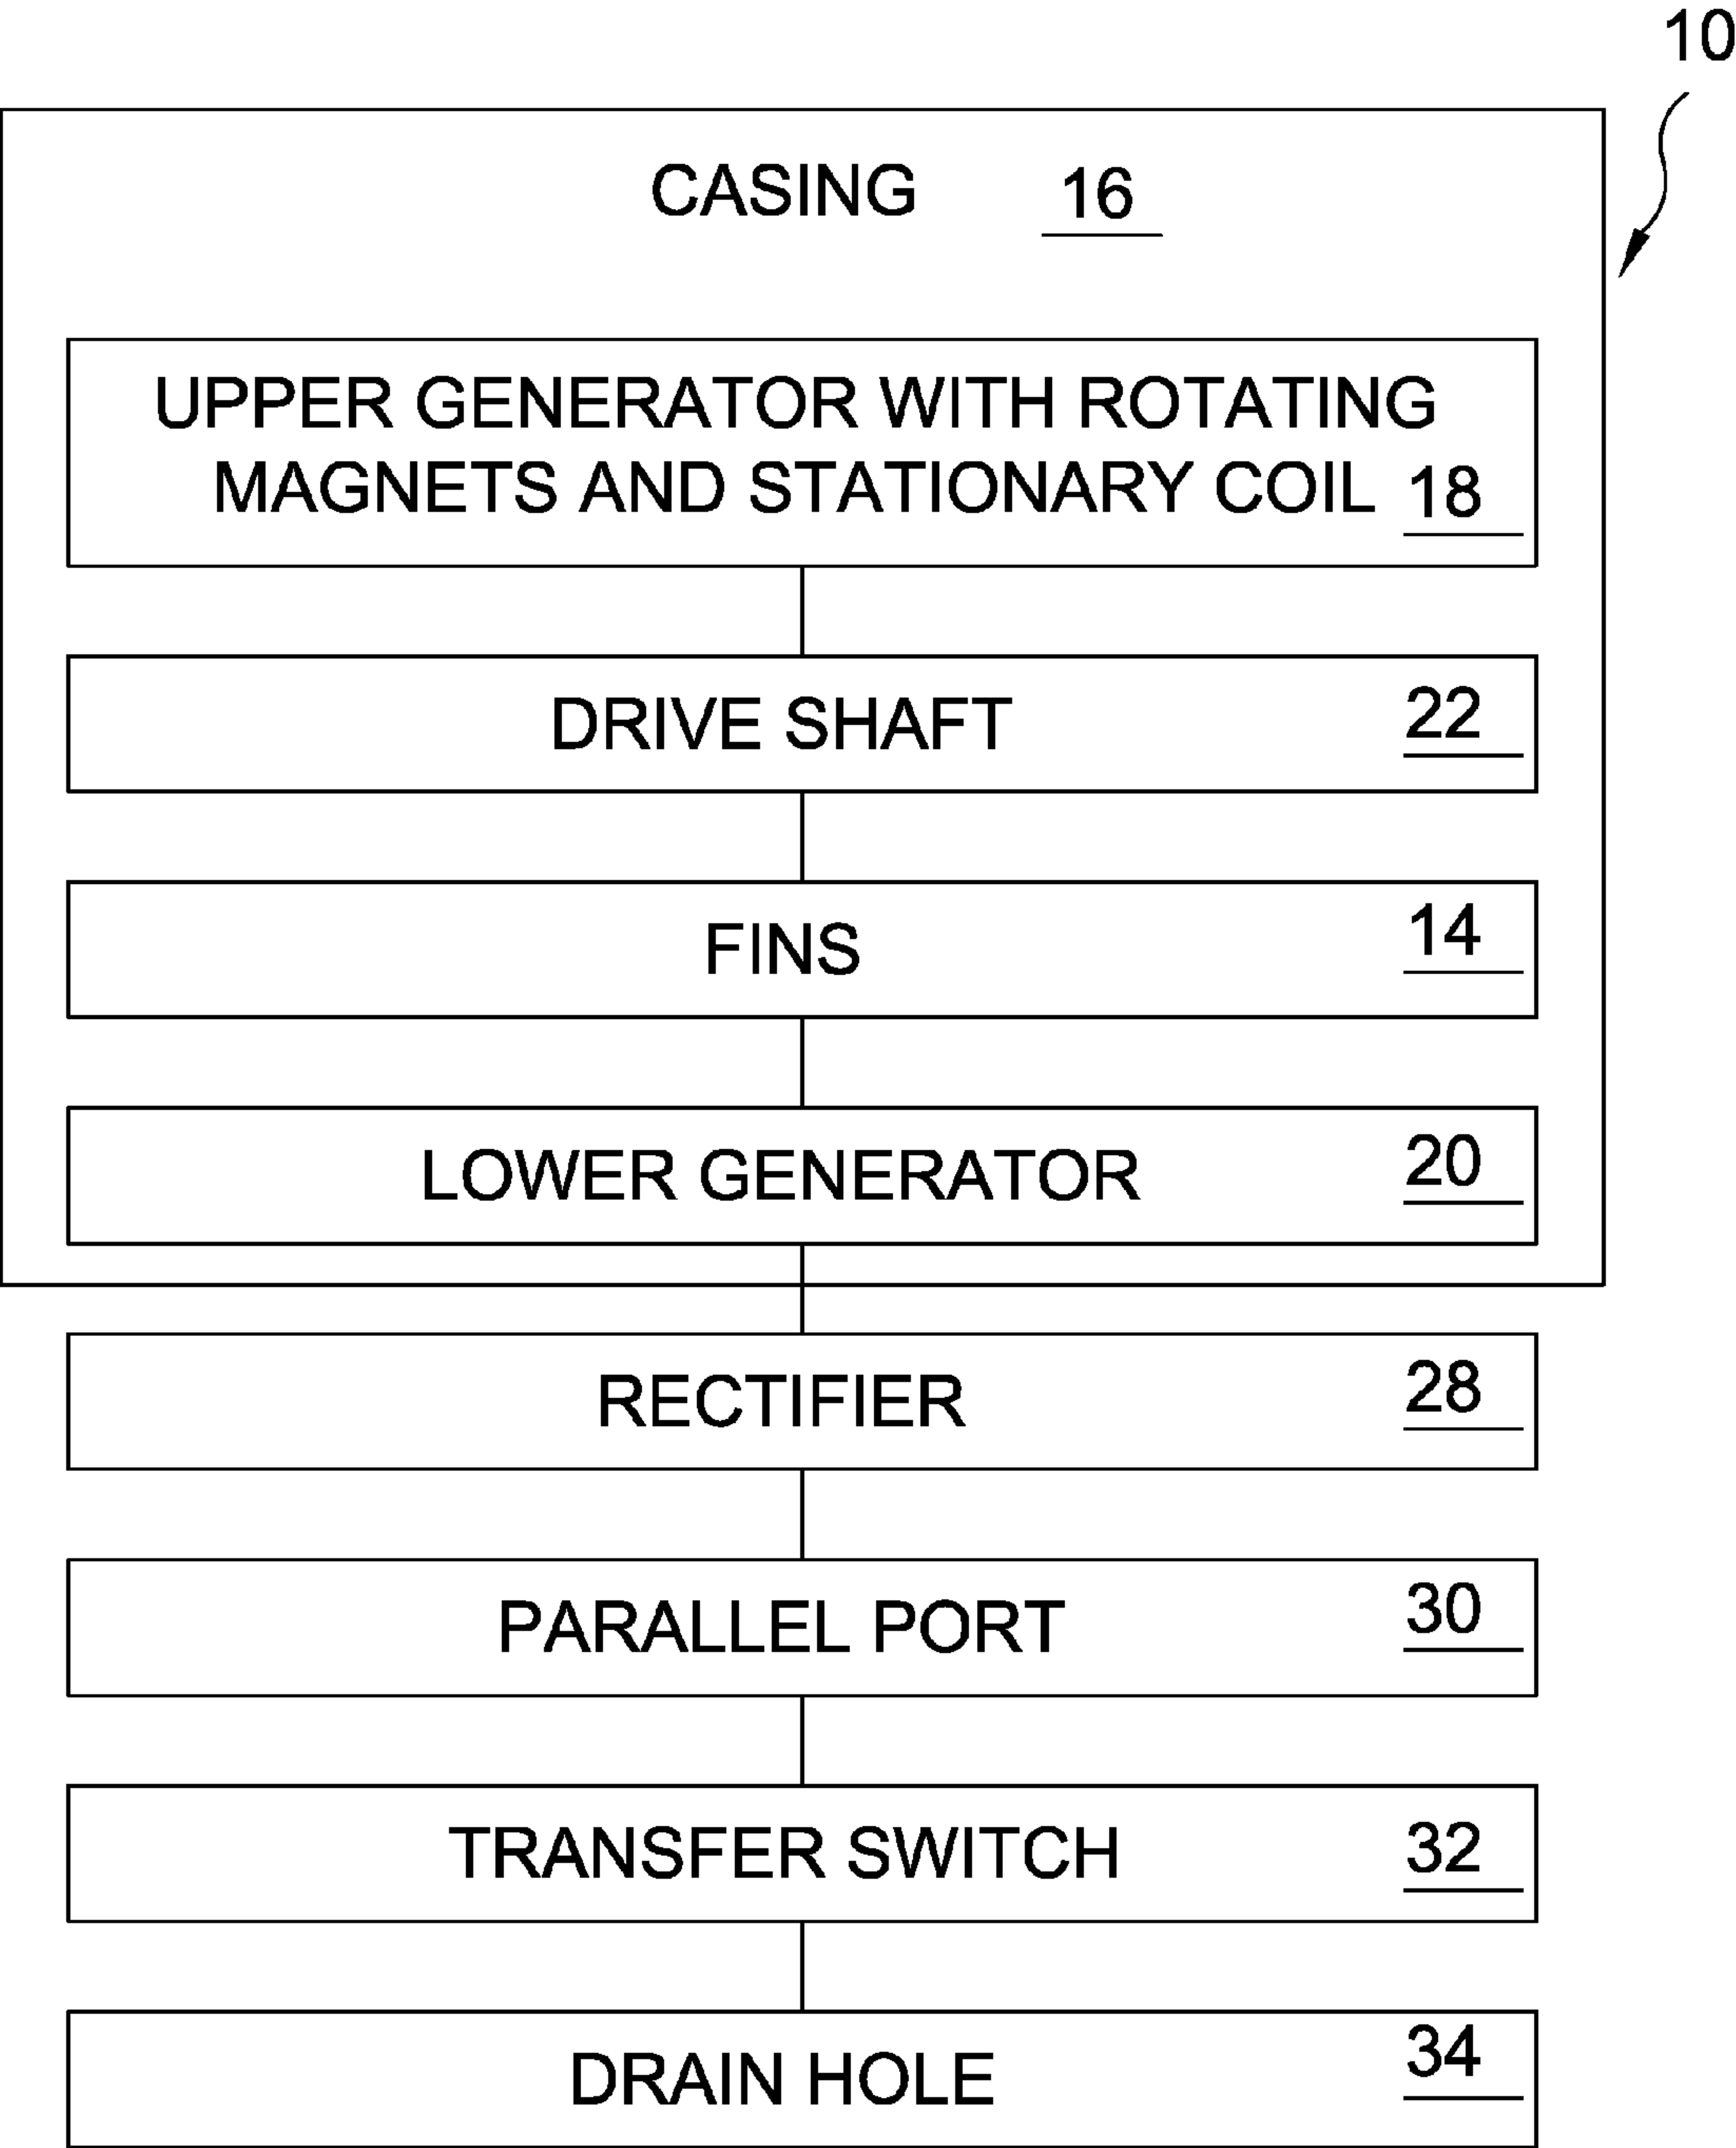 10
CASING 16
UPPER GENERATOR WITH ROTATING
MAGNETS AND STATIONARY COIL 18
DRIVE SHAFT 22
FINS 14
LOWER GENERATOR 20
RECTIFIER 28
PARALLEL PORT 30
TRANSFER SWITCH 32
DRAIN HOLE 34